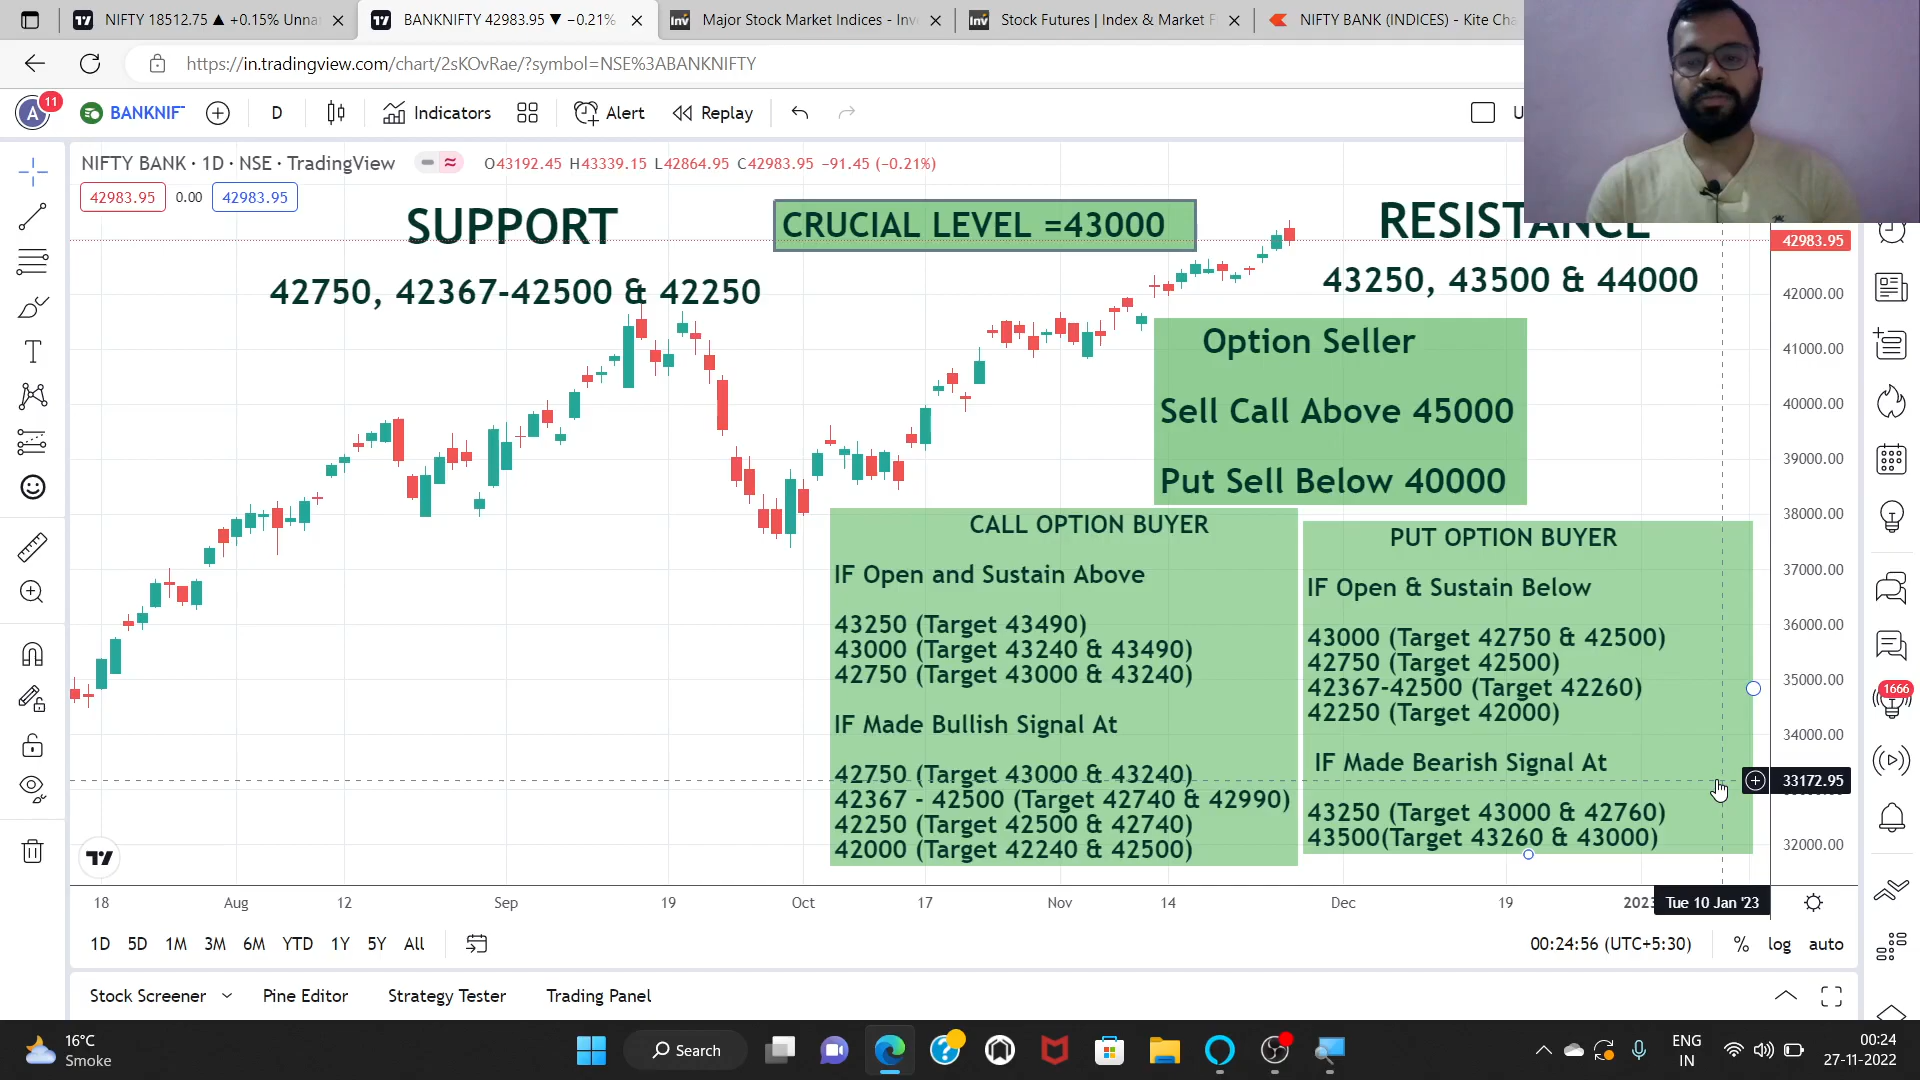 NIFTY 18512.75 ▲ +0.15% Unna
BANKNIFTY 42983.95 ▼ −0.21%
Major Stock Market Indices - Inv
Stock Futures | Index & Market F
NIFTY BANK (INDICES) - Kite Cha
https://in.tradingview.com/chart/2sKOvRae/?symbol=NSE%3ABANKNIFTY
A
11
BANKNIF
D
Indicators
Alert
Replay
U
NIFTY BANK · 1D · NSE · TradingView
O43192.45 H43339.15 L42864.95 C42983.95 −91.45 (−0.21%)
42983.95
0.00
42983.95
SUPPORT
CRUCIAL LEVEL =43000
RESISTANCE
42750, 42367-42500 & 42250
43250, 43500 & 44000
Option Seller
Sell Call Above 45000
Put Sell Below 40000
CALL OPTION BUYER
IF Open and Sustain Above
43250 (Target 43490)
43000 (Target 43240 & 43490)
42750 (Target 43000 & 43240)
IF Made Bullish Signal At
42750 (Target 43000 & 43240)
42367 - 42500 (Target 42740 & 42990)
42250 (Target 42500 & 42740)
42000 (Target 42240 & 42500)
PUT OPTION BUYER
IF Open & Sustain Below
43000 (Target 42750 & 42500)
42750 (Target 42500)
42367-42500 (Target 42260)
42250 (Target 42000)
IF Made Bearish Signal At
43250 (Target 43000 & 42760)
43500(Target 43260 & 43000)
42983.95
42000.00
41000.00
40000.00
39000.00
38000.00
37000.00
36000.00
35000.00
34000.00
33172.95
32000.00
1666
18
Aug
12
Sep
19
Oct
17
Nov
14
Dec
19
2023
Tue 10 Jan '23
1D 5D 1M 3M 6M YTD 1Y 5Y All
00:24:56 (UTC+5:30)
% log auto
Stock Screener
Pine Editor
Strategy Tester
Trading Panel
16°C
Smoke
Search
ENG
IN
00:24
27-11-2022